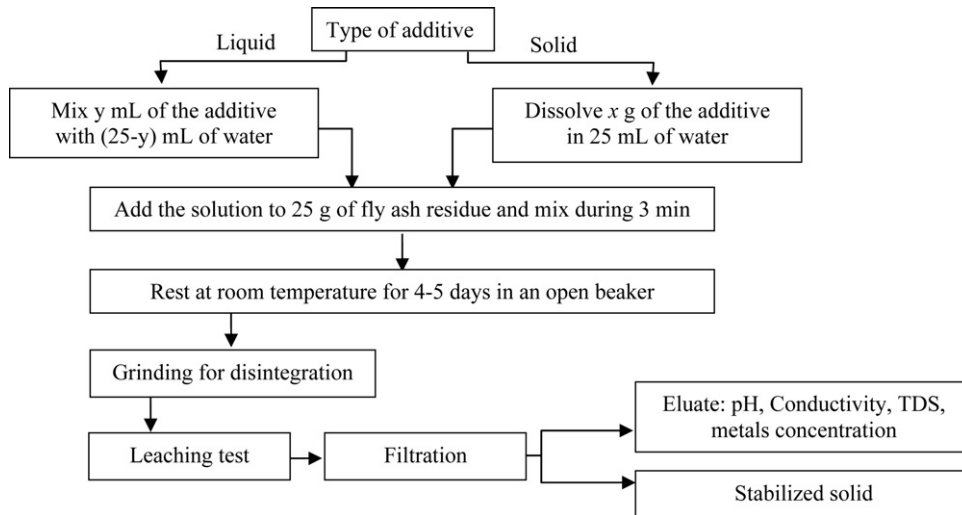 Type of additive
Liquid
Solid
Mix y mL of the additive
with (25-y) mL of water
Dissolve x g of the additive
in 25 mL of water
Add the solution to 25 g of fly ash residue and mix during 3 min
Rest at room temperature for 4-5 days in an open beaker
Grinding for disintegration
Leaching test
Filtration
Eluate: pH, Conductivity, TDS,
metals concentration
Stabilized solid